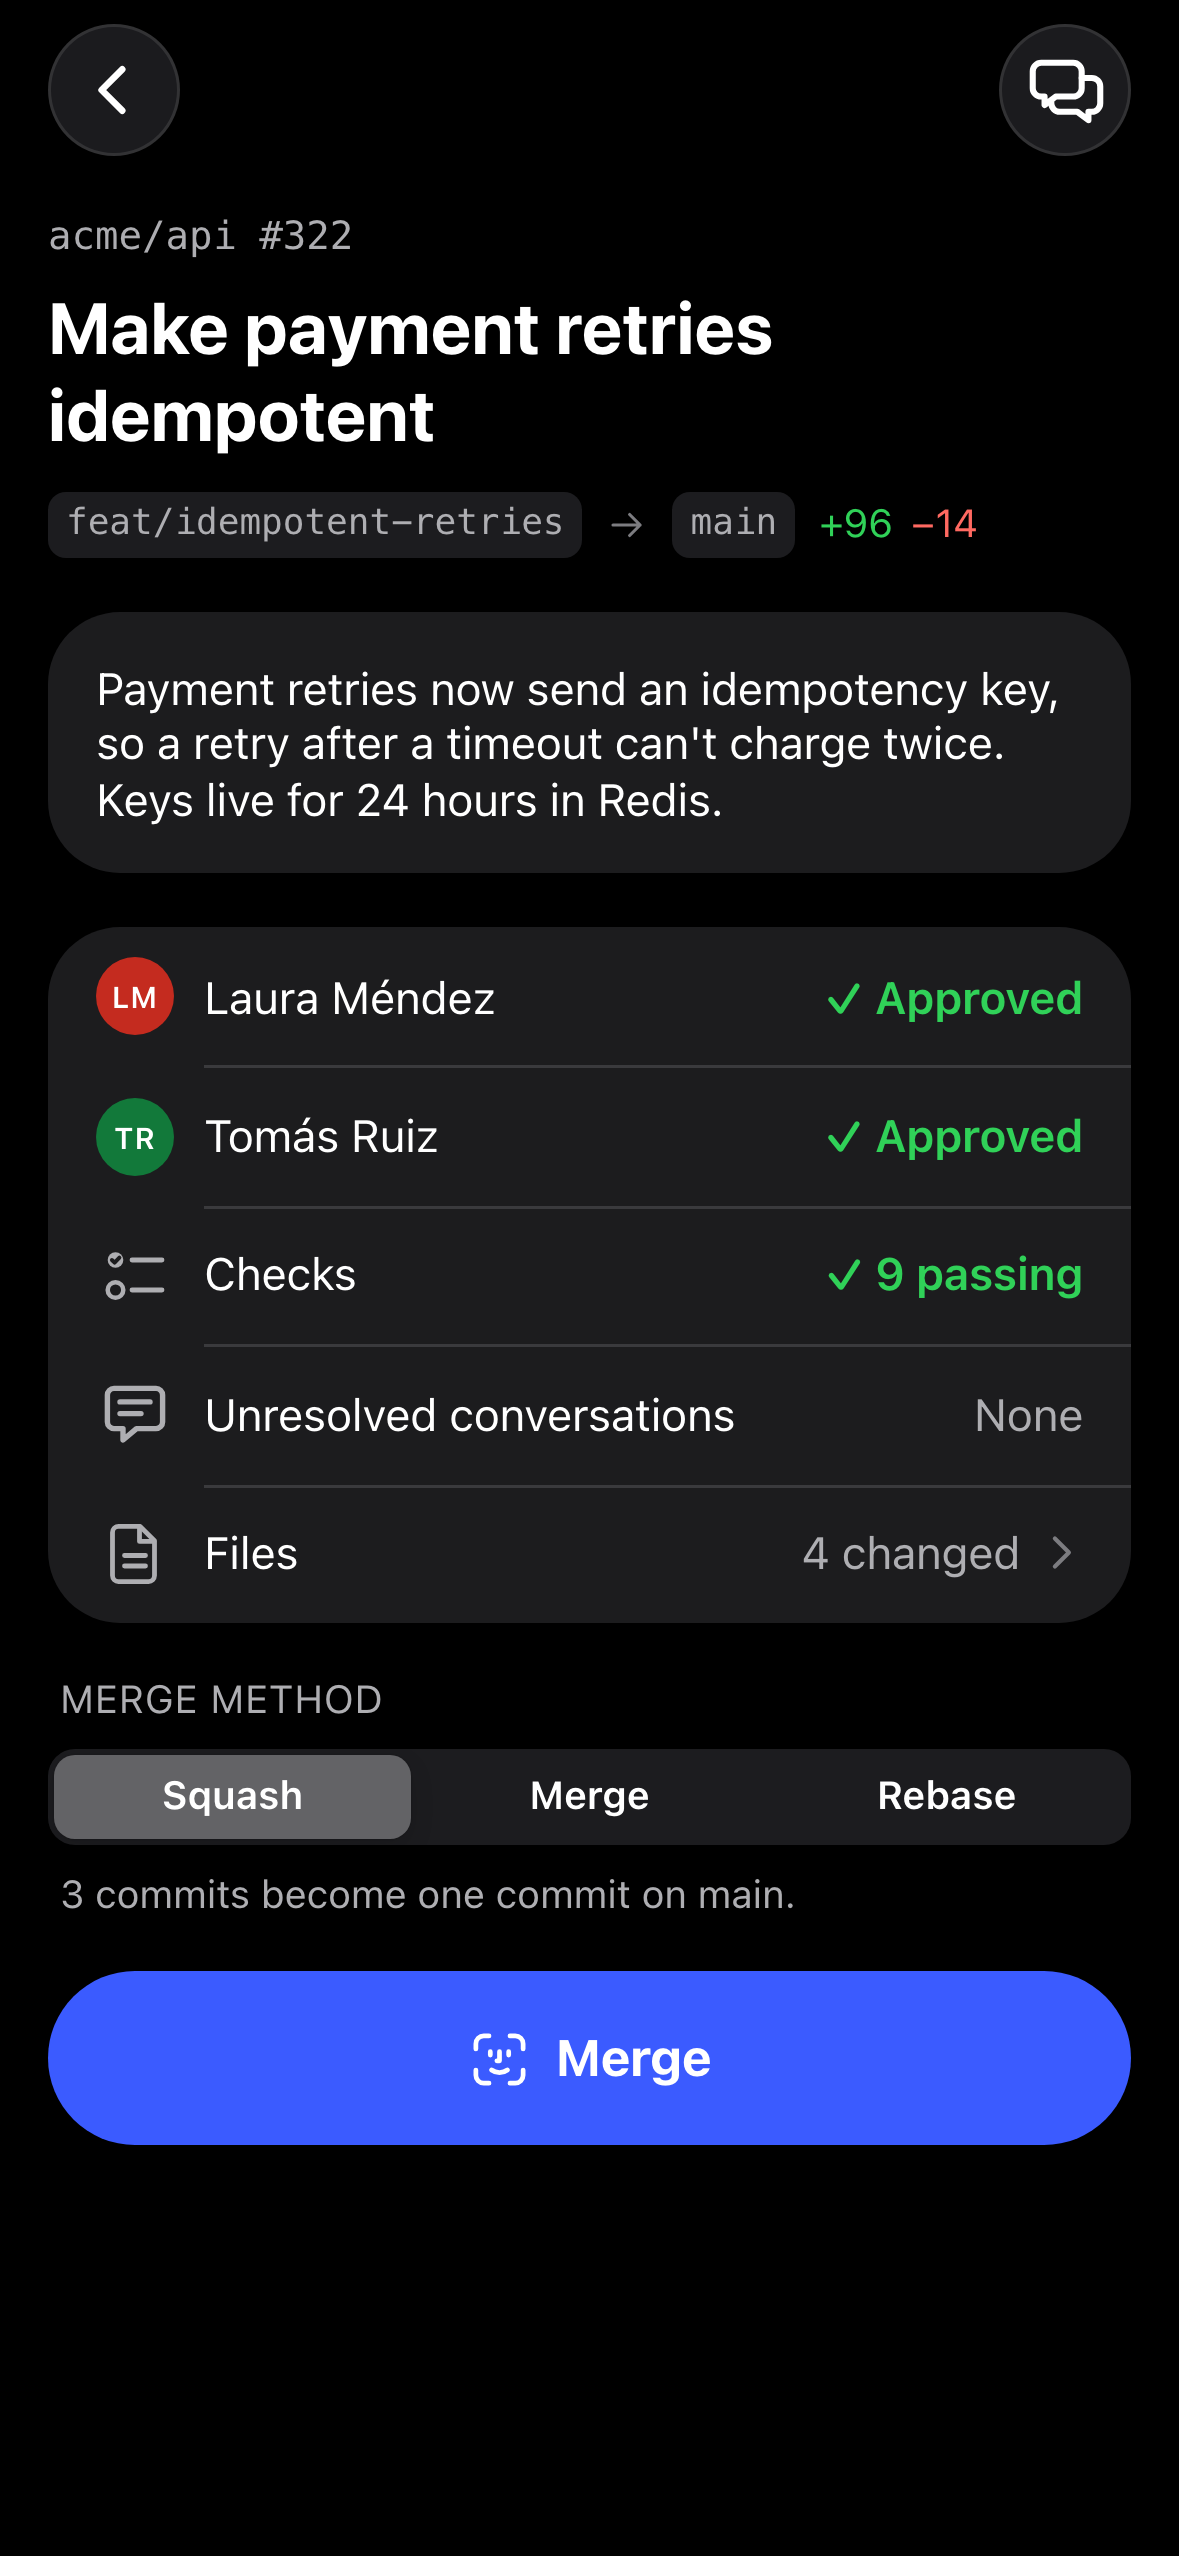 acme/api #322
Make payment retries
idempotent
feat/idempotent-retries → main +96 −14
Payment retries now send an idempotency key,
so a retry after a timeout can't charge twice.
Keys live for 24 hours in Redis.
LM Laura Méndez ✓ Approved
TR Tomás Ruiz ✓ Approved
Checks ✓ 9 passing
Unresolved conversations None
Files 4 changed
MERGE METHOD
Squash Merge Rebase
3 commits become one commit on main.
Merge